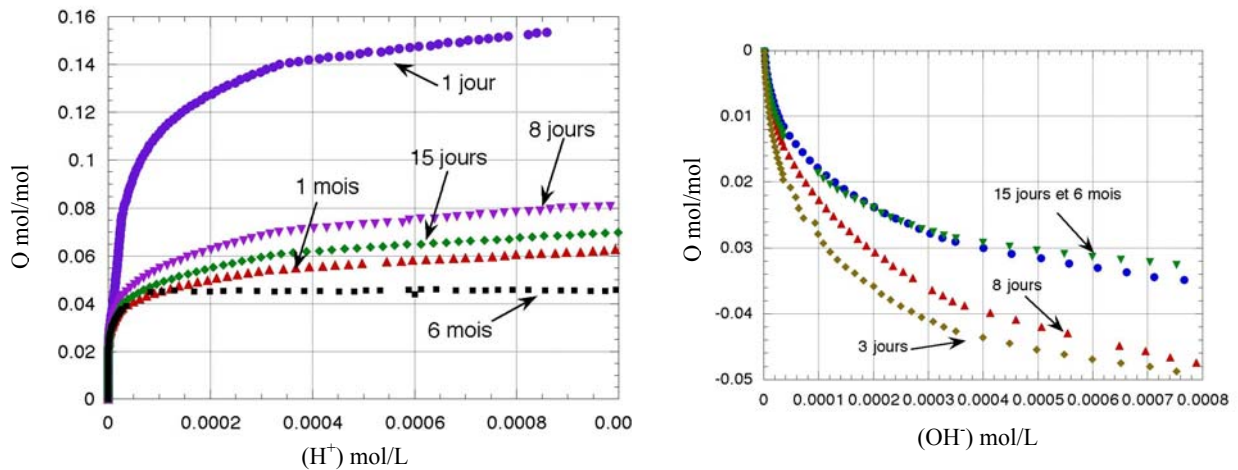 0.16
0.14
0.12
0.1
0.08
0.06
0.04
0.02
0
O mol/mol
1 jour
8 jours
15 jours
1 mois
6 mois
0 0.0002 0.0004 0.0006 0.0008 0.00
(H+) mol/L
0
0.01
0.02
0.03
-0.04
-0.05
O mol/mol
15 jours et 6 mois
8 jours
3 jours
0 0.0001 0.0002 0.0003 0.0004 0.0005 0.0006 0.0007 0.0008
(OH-) mol/L